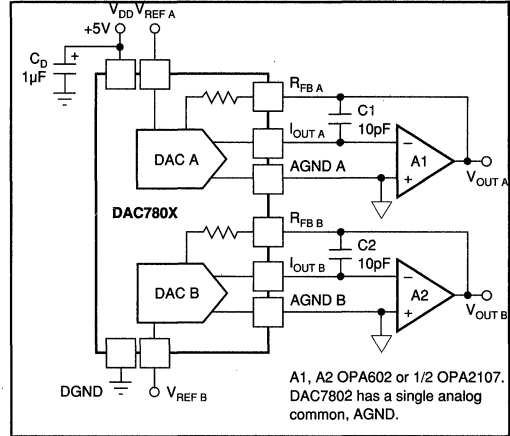 V_DD V_REF A
+5V
C_D
1µF
+
R_FB A
C1
10pF
I_OUT A
DAC A
AGND A
−
+
A1
V_OUT A
DAC780X
R_FB B
C2
10pF
I_OUT B
DAC B
AGND B
−
+
A2
V_OUT B
DGND
V_REF B
A1, A2 OPA602 or 1/2 OPA2107.
DAC7802 has a single analog
common, AGND.